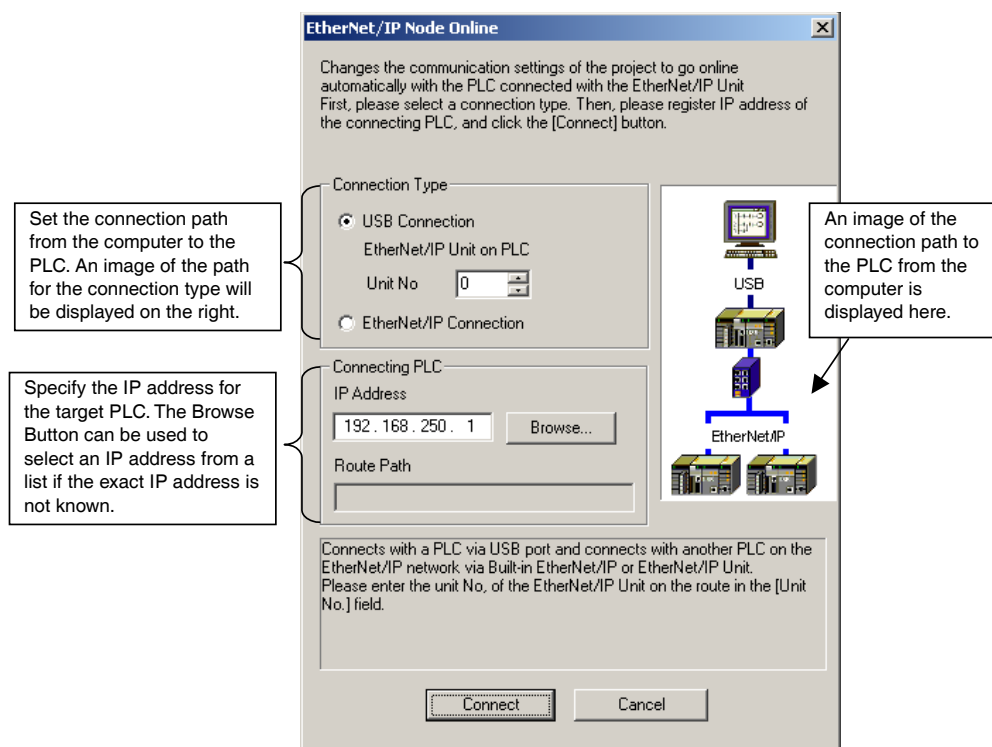 EtherNet/IP Node Online
Changes the communication settings of the project to go online
automatically with the PLC connected with the EtherNet/IP Unit
First, please select a connection type. Then, please register IP address of
the connecting PLC, and click the [Connect] button.
Set the connection path
from the computer to the
PLC. An image of the path
for the connection type will
be displayed on the right.
Connection Type
USB Connection
EtherNet/IP Unit on PLC
Unit No 0
EtherNet/IP Connection
USB
EtherNet/IP
An image of the
connection path to
the PLC from the
computer is
displayed here.
Specify the IP address for
the target PLC. The Browse
Button can be used to
select an IP address from a
list if the exact IP address is
not known.
Connecting PLC
IP Address
192 . 168 . 250 . 1 Browse...
Route Path
Connects with a PLC via USB port and connects with another PLC on the
EtherNet/IP network via Built-in EtherNet/IP or EtherNet/IP Unit.
Please enter the unit No, of the EtherNet/IP Unit on the route in the [Unit
No.] field.
Connect Cancel